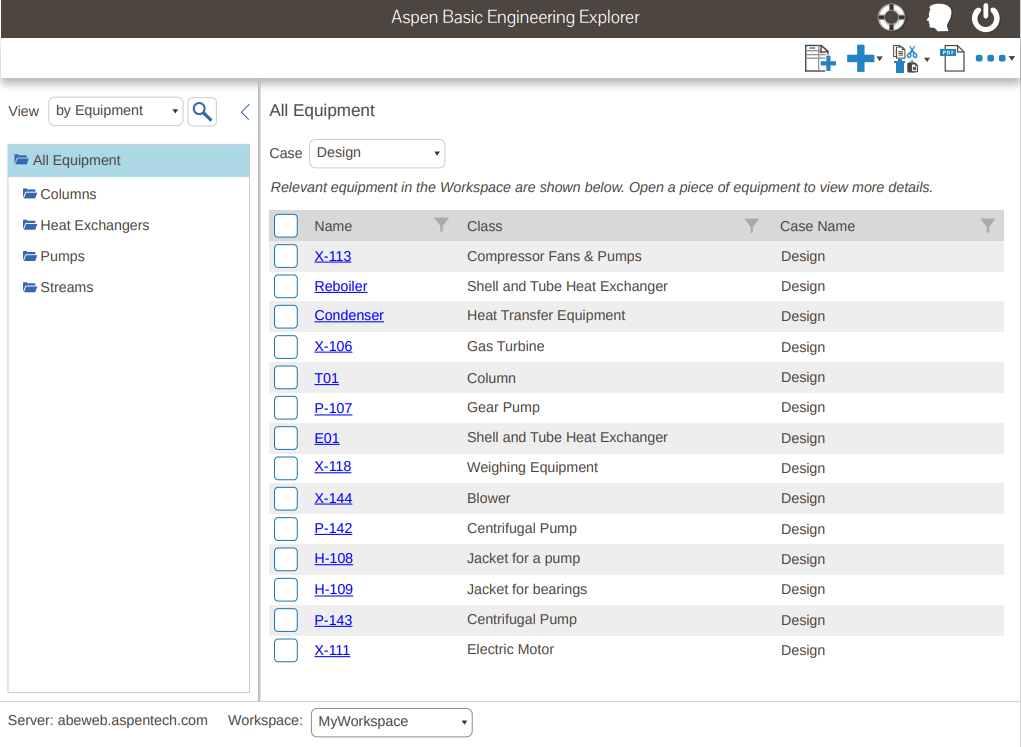 Aspen Basic Engineering Explorer
PDF
View by Equipment
All Equipment
Columns
Heat Exchangers
Pumps
Streams
All Equipment
Case Design
Relevant equipment in the Workspace are shown below. Open a piece of equipment to view more details.
Name Class Case Name
X-113 Compressor Fans & Pumps Design
Reboiler Shell and Tube Heat Exchanger Design
Condenser Heat Transfer Equipment Design
X-106 Gas Turbine Design
T01 Column Design
P-107 Gear Pump Design
E01 Shell and Tube Heat Exchanger Design
X-118 Weighing Equipment Design
X-144 Blower Design
P-142 Centrifugal Pump Design
H-108 Jacket for a pump Design
H-109 Jacket for bearings Design
P-143 Centrifugal Pump Design
X-111 Electric Motor Design
Server: abeweb.aspentech.com Workspace: MyWorkspace